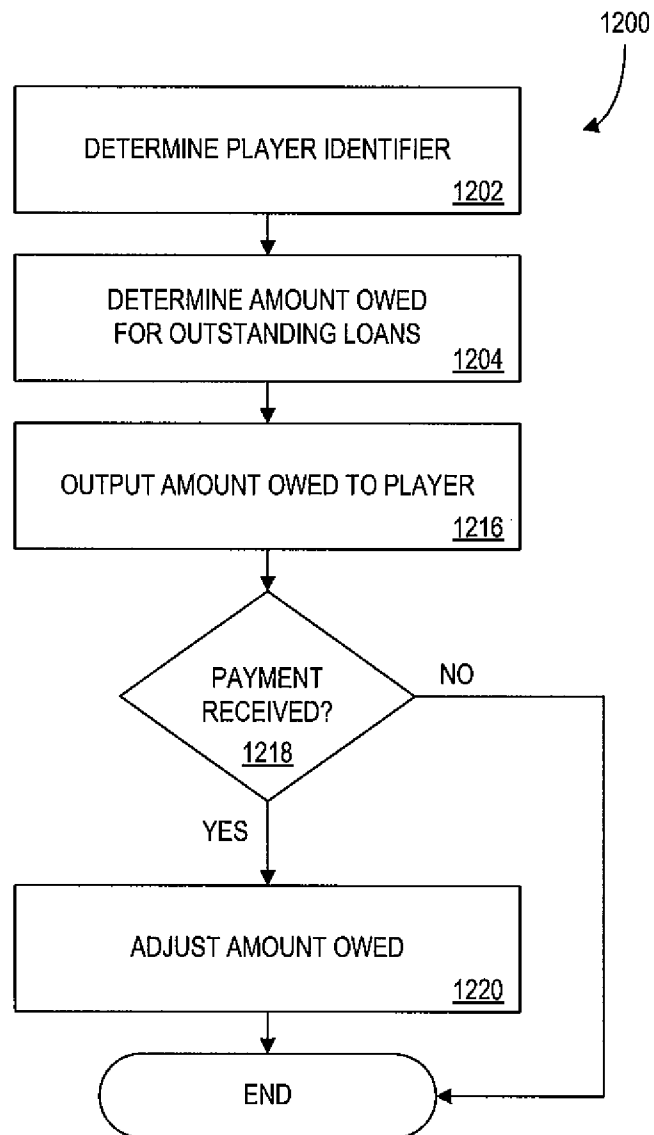 1200
DETERMINE PLAYER IDENTIFIER
1202
DETERMINE AMOUNT OWED
FOR OUTSTANDING LOANS
1204
OUTPUT AMOUNT OWED TO PLAYER
1216
PAYMENT
RECEIVED?
1218
NO
YES
ADJUST AMOUNT OWED
1220
END